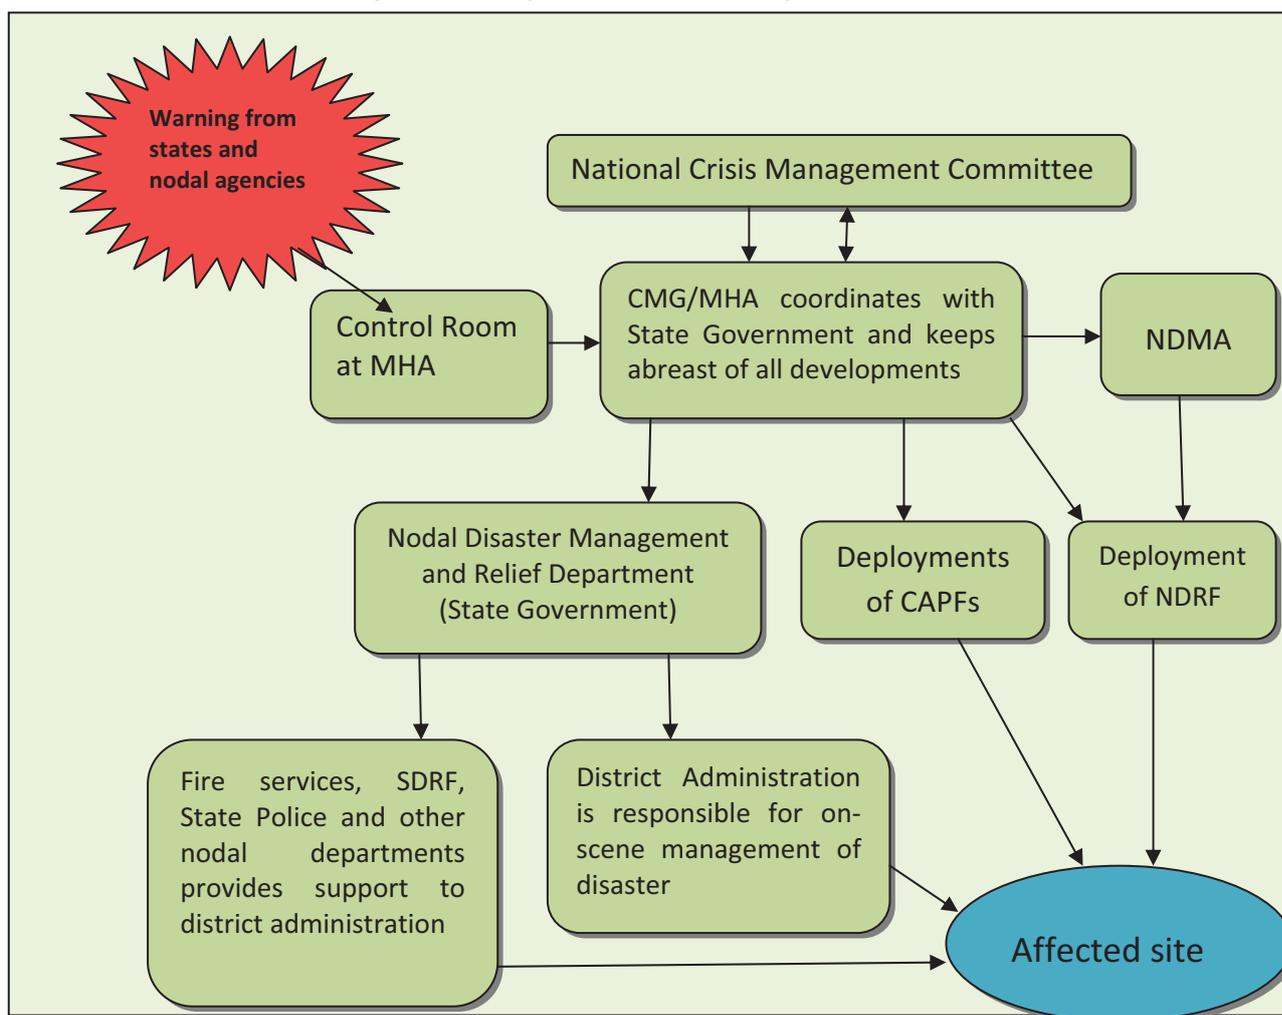 Warning from
states and
nodal agencies
National Crisis Management Committee
Control Room
at MHA
CMG/MHA coordinates with
State Government and keeps
abreast of all developments
NDMA
Nodal Disaster Management
and Relief Department
(State Government)
Deployments
of CAPFs
Deployment
of NDRF
Fire services, SDRF,
State Police and other
nodal departments
provides support to
district administration
District Administration
is responsible for on-
scene management of
disaster
Affected site